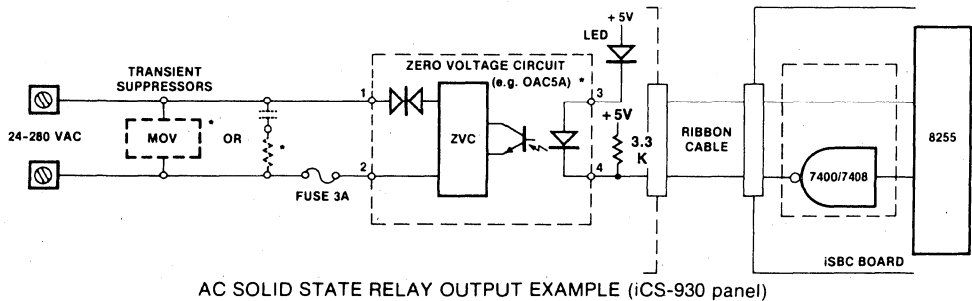 +5V
LED
ZERO VOLTAGE CIRCUIT
(e.g. OAC5A) *
TRANSIENT
SUPPRESSORS
1
3
+5V
24-280 VAC
MOV
*
OR
*
ZVC
3.3
K
RIBBON
CABLE
8255
7400/7408
2
4
FUSE 3A
iSBC BOARD
AC SOLID STATE RELAY OUTPUT EXAMPLE (iCS-930 panel)